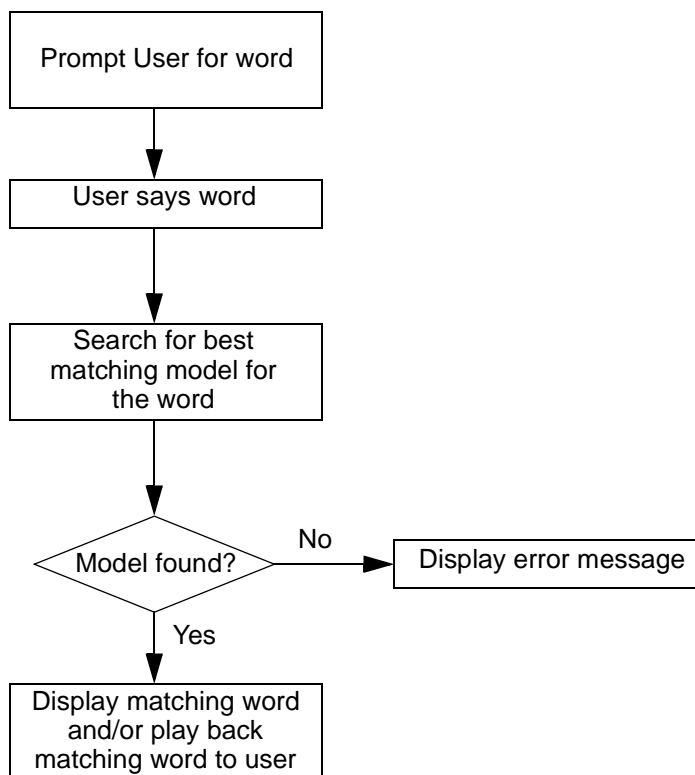 Prompt User for word
User says word
Search for best
matching model for
the word
Model found?
No
Display error message
Yes
Display matching word
and/or play back
matching word to user